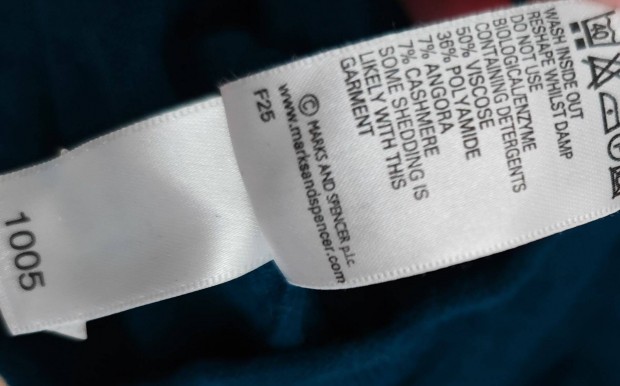 40
WASH INSIDE OUT
RESHAPE WHILST DAMP
DO NOT USE
BIOLOGICAL/ENZYME
CONTAINING DETERGENTS
50% VISCOSE
36% POLYAMIDE
7% ANGORA
7% CASHMERE
SOME SHEDDING IS
LIKELY WITH THIS
GARMENT
© MARKS AND SPENCER p.l.c.
www.marksandspencer.com
F25
1005